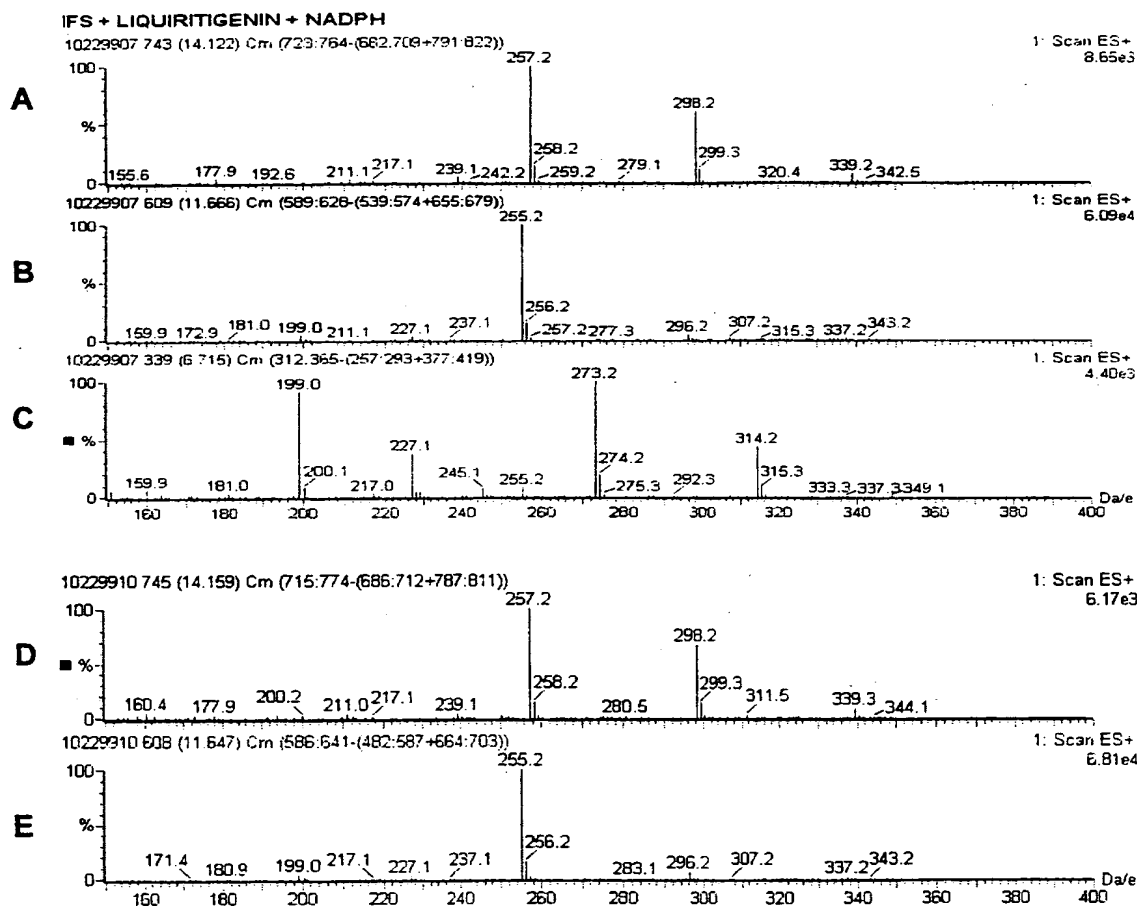 IFS + LIQUIRITIGENIN + NADPH
10229907 743 (14.122) Cm (723:764-(682:709+791:822))
1: Scan ES+
8.65e3
A
100
%
0
155.6 177.9 192.6 211.1 217.1 239.1 242.2 257.2 258.2 259.2 279.1 298.2 299.3 320.4 339.2 342.5
10229907 609 (11.666) Cm (589:628-(539:574+655:679))
1: Scan ES+
6.09e4
B
100
%
0
159.9 172.9 181.0 199.0 211.1 227.1 237.1 255.2 256.2 257.2 277.3 296.2 307.2 315.3 337.2 343.2
10229907 339 (6.715) Cm (312:365-(257:293+377:419))
1: Scan ES+
4.40e3
C
100
%
0
159.9 181.0 199.0 200.1 217.0 227.1 245.1 255.2 273.2 274.2 275.3 292.3 314.2 315.3 333.3 337.3 349.1
Da/e
160 180 200 220 240 260 280 300 320 340 360 380 400
10229910 745 (14.159) Cm (715:774-(686:712+787:811))
1: Scan ES+
6.17e3
D
100
%
0
160.4 177.9 200.2 211.0 217.1 239.1 257.2 258.2 280.5 298.2 299.3 311.5 339.3 344.1
10229910 608 (11.647) Cm (586:641-(482:587+664:703))
1: Scan ES+
6.81e4
E
100
%
0
171.4 180.9 199.0 217.1 227.1 237.1 255.2 256.2 283.1 296.2 307.2 337.2 343.2
Da/e
160 180 200 220 240 260 280 300 320 340 360 380 400